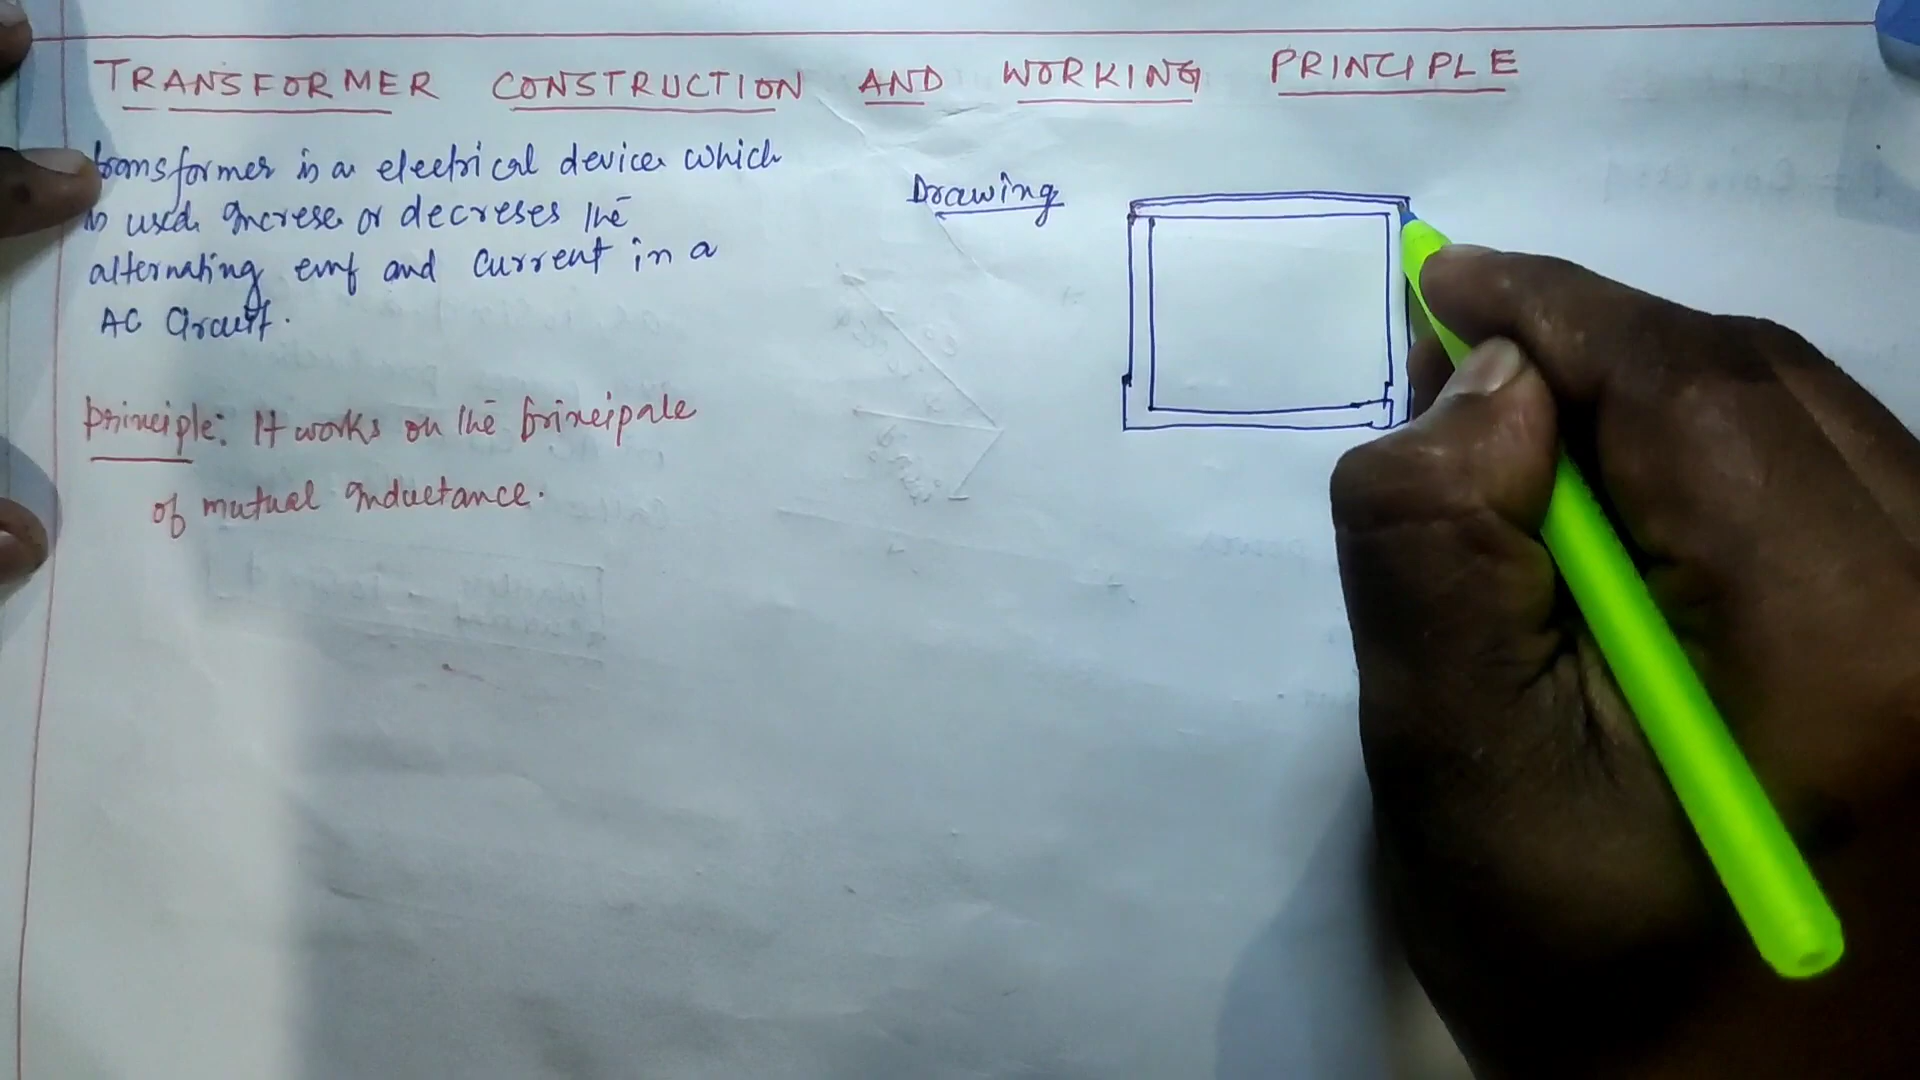 TRANSFORMER CONSTRUCTION AND WORKING PRINCIPLE
transformer is a electrical device which
is used increse or decreses the
alternating emf and current in a
AC Circuit.
Principle: It works on the principale
of mutual inductance.
Drawing